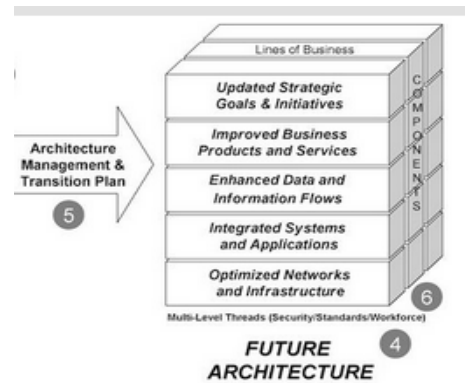 Lines of Business
Updated Strategic
Goals & Initiatives
Improved Business
Products and Services
Enhanced Data and
Information Flows
Integrated Systems
and Applications
Optimized Networks
and Infrastructure
COMPONENTS
Architecture
Management &
Transition Plan
5
6
Multi-Level Threads (Security/Standards/Workforce)
4
FUTURE
ARCHITECTURE